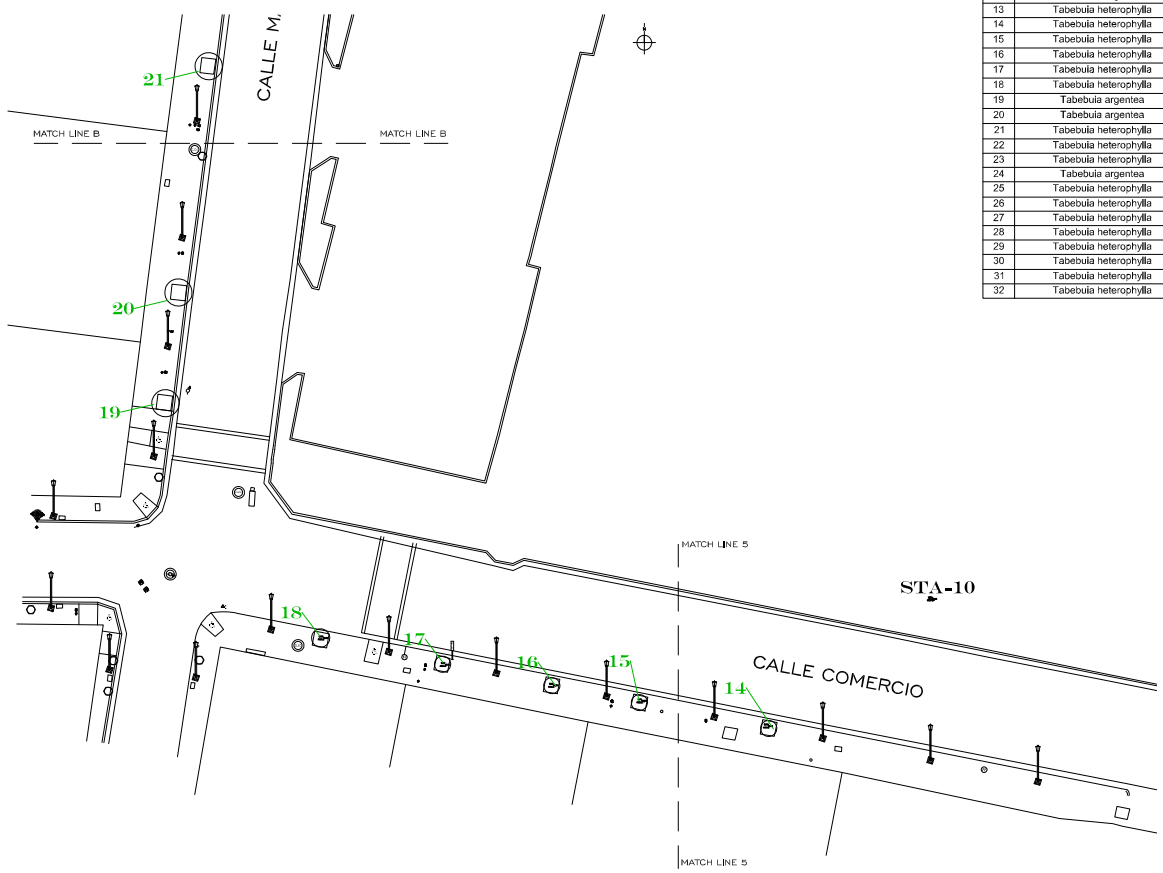 13 Tabebuia heterophylla
14 Tabebuia heterophylla
15 Tabebuia heterophylla
16 Tabebuia heterophylla
17 Tabebuia heterophylla
18 Tabebuia heterophylla
19 Tabebuia argentea
20 Tabebuia argentea
21 Tabebuia heterophylla
22 Tabebuia heterophylla
23 Tabebuia heterophylla
24 Tabebuia argentea
25 Tabebuia heterophylla
26 Tabebuia heterophylla
27 Tabebuia heterophylla
28 Tabebuia heterophylla
29 Tabebuia heterophylla
30 Tabebuia heterophylla
31 Tabebuia heterophylla
32 Tabebuia heterophylla
N
CALLE
21
MATCH LINE B
MATCH LINE B
20
19
MATCH LINE 5
STA-10
18
17
16
15
14
CALLE COMERCIO
MATCH LINE 5